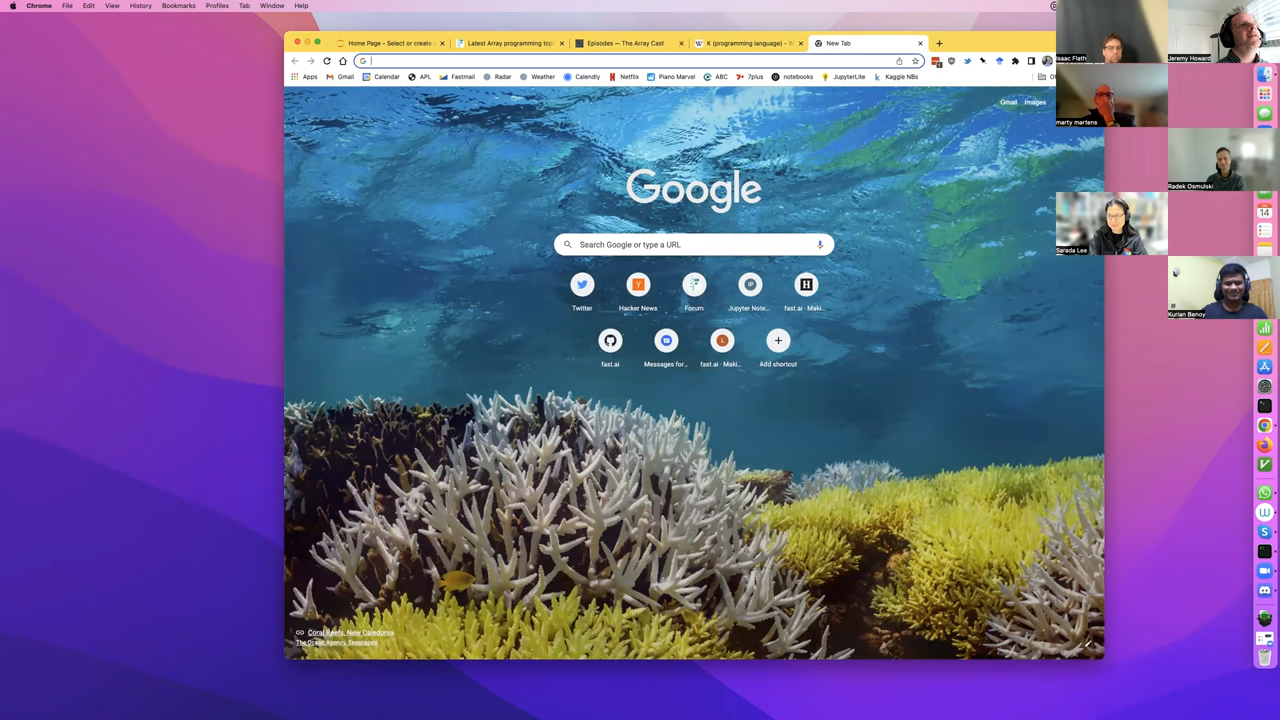 Chrome File Edit View History Bookmarks Profiles Tab Window Help
Home Page - Select or create
Latest Array programming top
Episodes — The Array Cast
K (programming language) - W
New Tab
Apps Gmail Calendar APL Fastmail Radar Weather Calendly Netflix Piano Marvel ABC 7plus notebooks JupyterLite Kaggle NBs
Gmail Images
Google
Search Google or type a URL
Twitter Hacker News Forum Jupyter Note... fast.ai · Maki...
fast.ai Messages for... fast.ai · Maki... Add shortcut
Coral Reefs, New Caledonia
The Ocean Agency, Seascapes
Isaac Flath
Jeremy Howard
marty martens
Radek Osmulski
Sarada Lee
Kurian Benoy
14